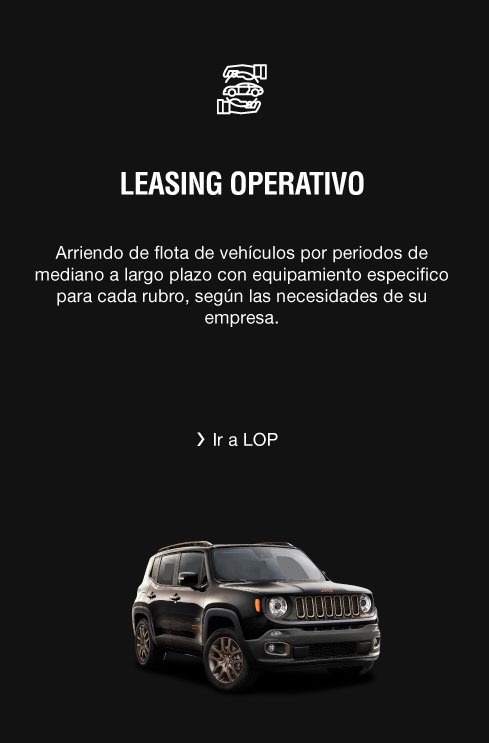 LEASING OPERATIVO
Arriendo de flota de vehículos por periodos de
mediano a largo plazo con equipamiento especifico
para cada rubro, según las necesidades de su
empresa.
❯ Ir a LOP